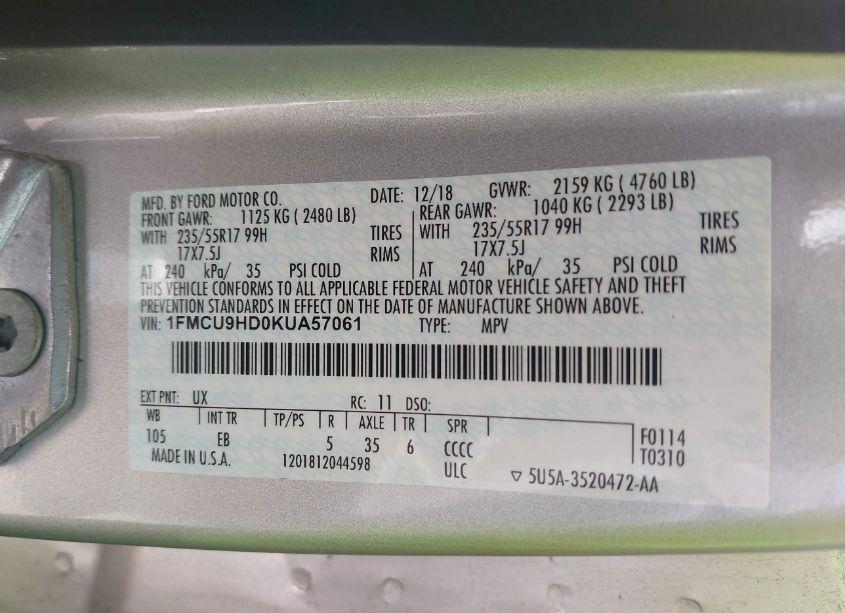 MFD. BY FORD MOTOR CO. DATE: 12/18 GVWR: 2159 KG ( 4760 LB)
FRONT GAWR: 1125 KG ( 2480 LB) REAR GAWR: 1040 KG ( 2293 LB)
WITH 235/55R17 99H TIRES WITH 235/55R17 99H TIRES
17X7.5J RIMS 17X7.5J RIMS
AT 240 kPa/ 35 PSI COLD AT 240 kPa/ 35 PSI COLD
THIS VEHICLE CONFORMS TO ALL APPLICABLE FEDERAL MOTOR VEHICLE SAFETY AND THEFT
PREVENTION STANDARDS IN EFFECT ON THE DATE OF MANUFACTURE SHOWN ABOVE.
VIN: 1FMCU9HD0KUA57061 TYPE: MPV
EXT PNT: UX RC: 11 DSO:
WB INT TR TP/PS R AXLE TR SPR
105 EB 5 35 6 CCCC F0114
MADE IN U.S.A. 1201812044598 ULC T0310
▽ 5U5A-3520472-AA